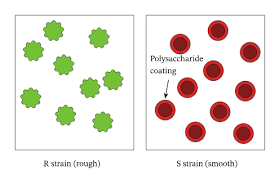 Polysaccharide
coating
R strain (rough)
S strain (smooth)